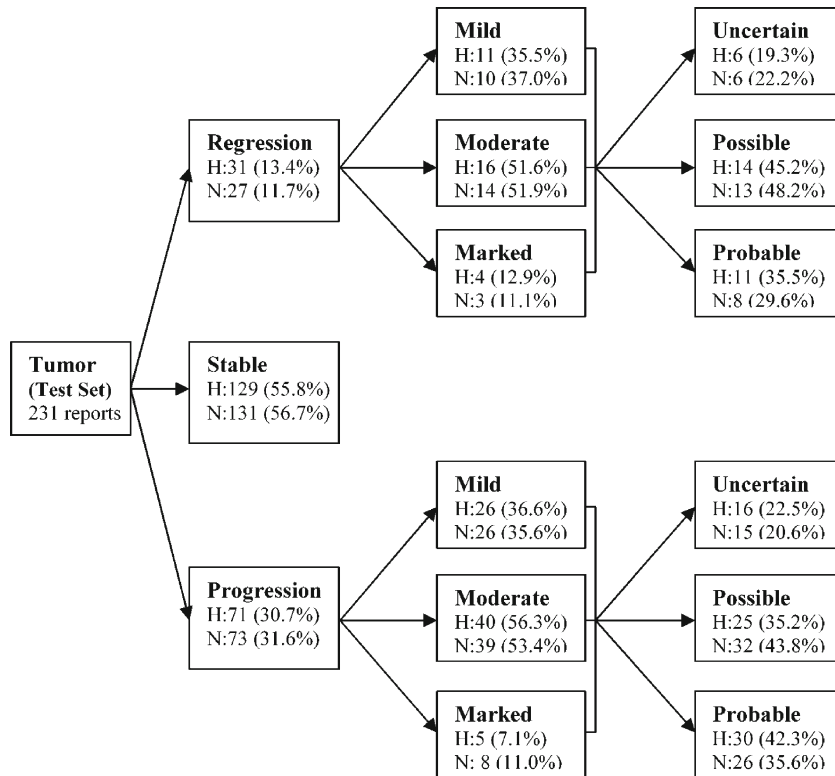 Tumor
(Test Set)
231 reports
Regression
H:31 (13.4%)
N:27 (11.7%)
Stable
H:129 (55.8%)
N:131 (56.7%)
Progression
H:71 (30.7%)
N:73 (31.6%)
Mild
H:11 (35.5%)
N:10 (37.0%)
Moderate
H:16 (51.6%)
N:14 (51.9%)
Marked
H:4 (12.9%)
N:3 (11.1%)
Uncertain
H:6 (19.3%)
N:6 (22.2%)
Possible
H:14 (45.2%)
N:13 (48.2%)
Probable
H:11 (35.5%)
N:8 (29.6%)
Mild
H:26 (36.6%)
N:26 (35.6%)
Moderate
H:40 (56.3%)
N:39 (53.4%)
Marked
H:5 (7.1%)
N: 8 (11.0%)
Uncertain
H:16 (22.5%)
N:15 (20.6%)
Possible
H:25 (35.2%)
N:32 (43.8%)
Probable
H:30 (42.3%)
N:26 (35.6%)